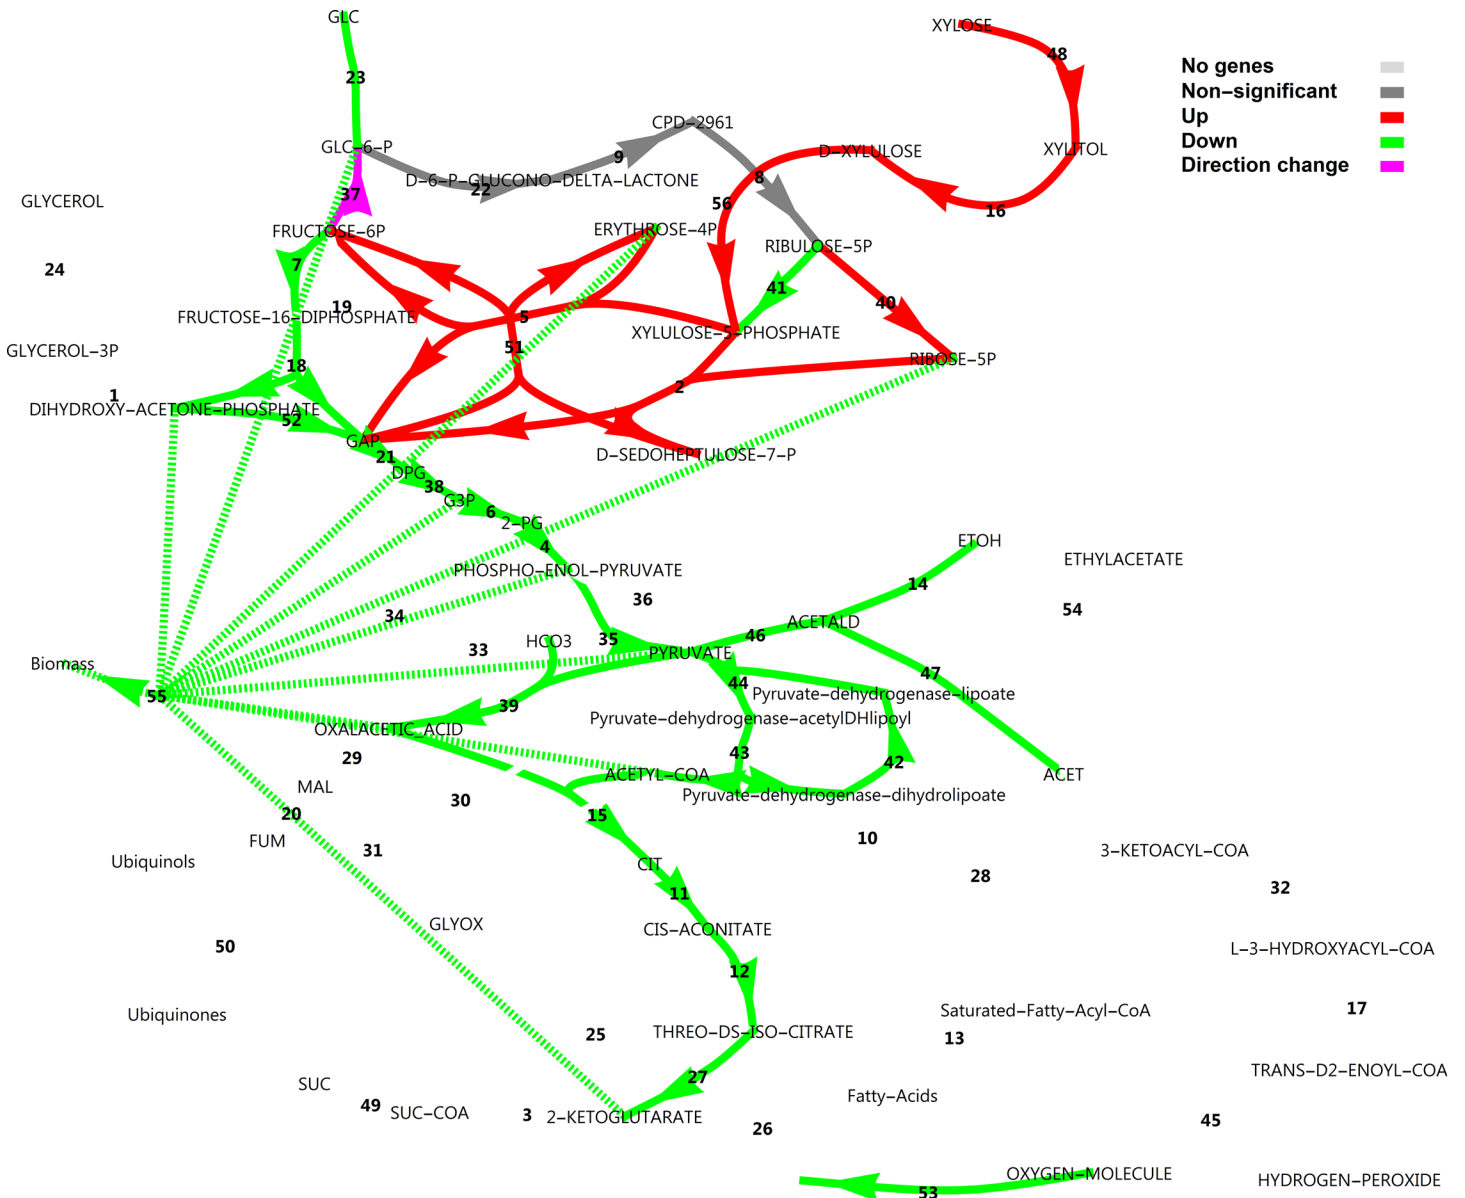 GLC
XYLOSE
48
No genes
Non–significant
Up
Down
Direction change
23
CPD–2961
GLC–6–P
9
D–XYLULOSE
XYLITOL
D–6–P–GLUCONO–DELTA–LACTONE
22
8
37
56
16
GLYCEROL
FRUCTOSE–6P
ERYTHROSE–4P
RIBULOSE–5P
24
7
41
40
19
FRUCTOSE–16–DIPHOSPHATE
5
XYLULOSE–5–PHOSPHATE
GLYCEROL–3P
51
RIBOSE–5P
18
2
1
DIHYDROXY–ACETONE–PHOSPHATE
52
GAP
21
D–SEDOHEPTULOSE–7–P
DPG
38
G3P
6
2–PG
4
ETOH
ETHYLACETATE
PHOSPHO–ENOL–PYRUVATE
14
36
54
34
ACETALD
35
46
HCO3
33
PYRUVATE
Biomass
47
44
55
Pyruvate–dehydrogenase–lipoate
39
Pyruvate–dehydrogenase–acetylDHlipoyl
OXALACETIC_ACID
29
43
42
ACETYL–COA
ACET
MAL
Pyruvate–dehydrogenase–dihydrolipoate
30
20
15
FUM
10
31
3–KETOACYL–COA
Ubiquinols
CIT
28
32
11
GLYOX
CIS–ACONITATE
50
L–3–HYDROXYACYL–COA
12
Ubiquinones
Saturated–Fatty–Acyl–CoA
17
25
THREO–DS–ISO–CITRATE
13
TRANS–D2–ENOYL–COA
27
SUC
Fatty–Acids
49
SUC–COA
3
2–KETOGLUTARATE
26
45
OXYGEN–MOLECULE
HYDROGEN–PEROXIDE
53